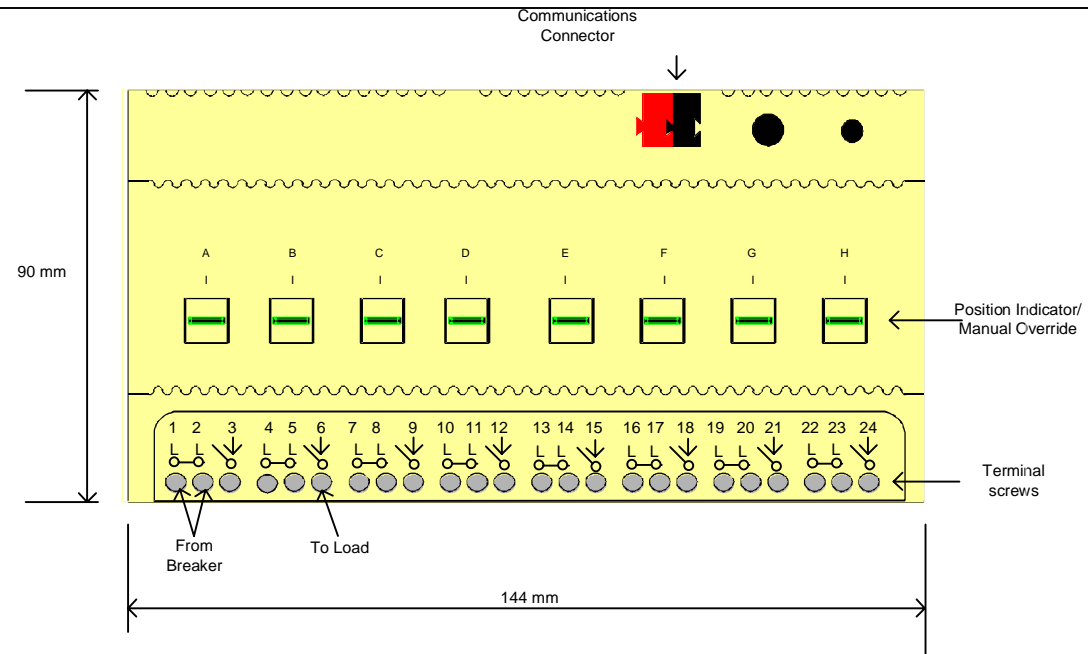 Communications
Connector
90 mm
A B C D E F G H
I I I I I I I I
Position Indicator/
Manual Override
1 2 3 4 5 6 7 8 9 10 11 12 13 14 15 16 17 18 19 20 21 22 23 24
L L L L L L L L L L L L L L L L
Terminal
screws
From
Breaker
To Load
144 mm